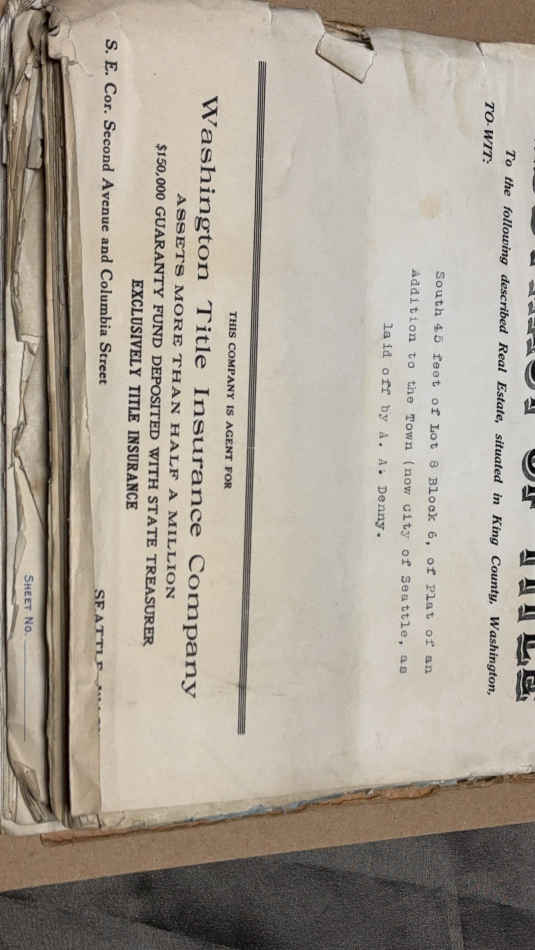 OF TITLE
To the following described Real Estate, situated in King County, Washington,
TO-WIT:
South 45 feet of Lot 8 Block 6, of Plat of an
Addition to the Town (now City of Seattle, as
laid off by A. A. Denny.
THIS COMPANY IS AGENT FOR
Washington Title Insurance Company
ASSETS MORE THAN HALF A MILLION
$150,000 GUARANTY FUND DEPOSITED WITH STATE TREASURER
EXCLUSIVELY TITLE INSURANCE
S. E. Cor. Second Avenue and Columbia Street
SEATTLE
SHEET NO.